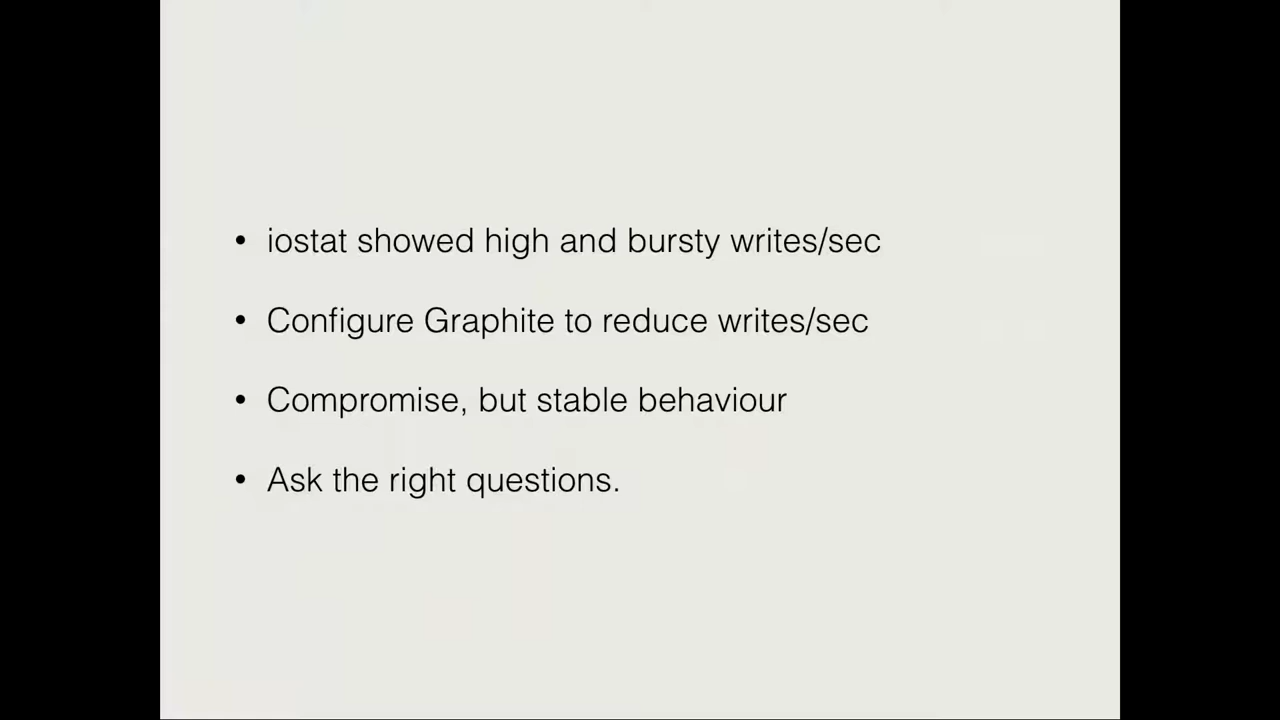 • iostat showed high and bursty writes/sec
• Configure Graphite to reduce writes/sec
• Compromise, but stable behaviour
• Ask the right questions.